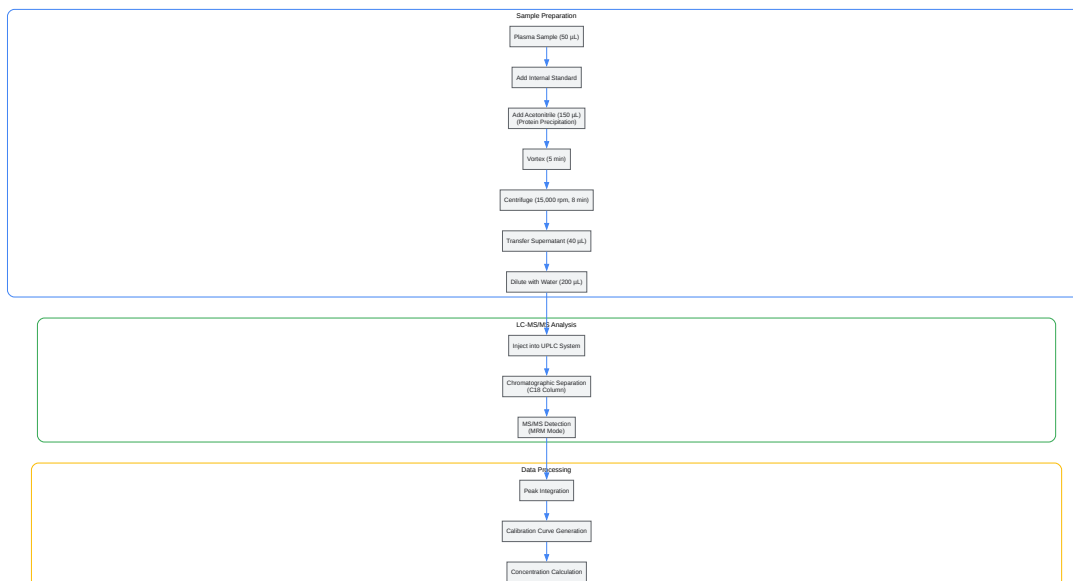 Sample Preparation
Plasma Sample (50 µL)
Add Internal Standard
Add Acetonitrile (150 µL)
(Protein Precipitation)
Vortex (5 min)
Centrifuge (15,000 rpm, 8 min)
Transfer Supernatant (40 µL)
Dilute with Water (200 µL)
LC-MS/MS Analysis
Inject into UPLC System
Chromatographic Separation
(C18 Column)
MS/MS Detection
(MRM Mode)
Data Processing
Peak Integration
Calibration Curve Generation
Concentration Calculation